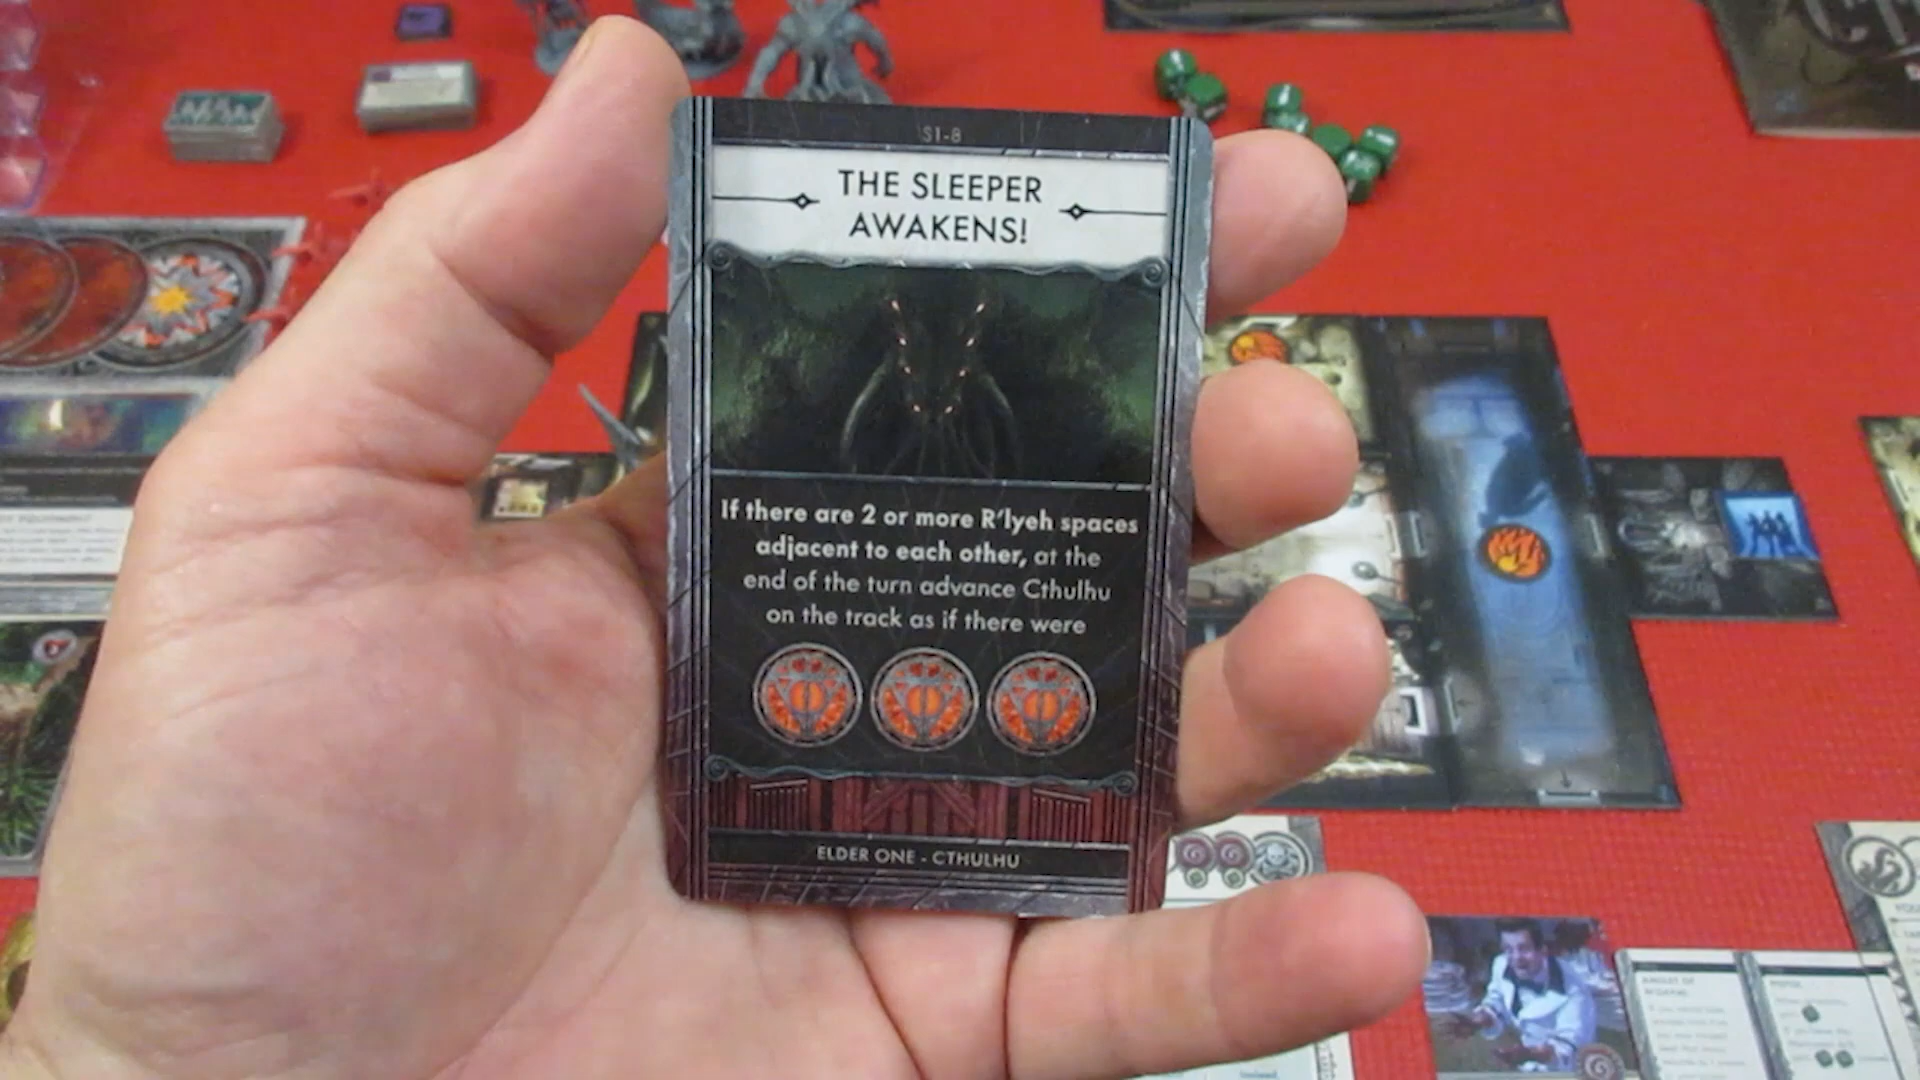 S1-8
THE SLEEPER
AWAKENS!
If there are 2 or more R'lyeh spaces
adjacent to each other, at the
end of the turn advance Cthulhu
on the track as if there were
ELDER ONE - CTHULHU